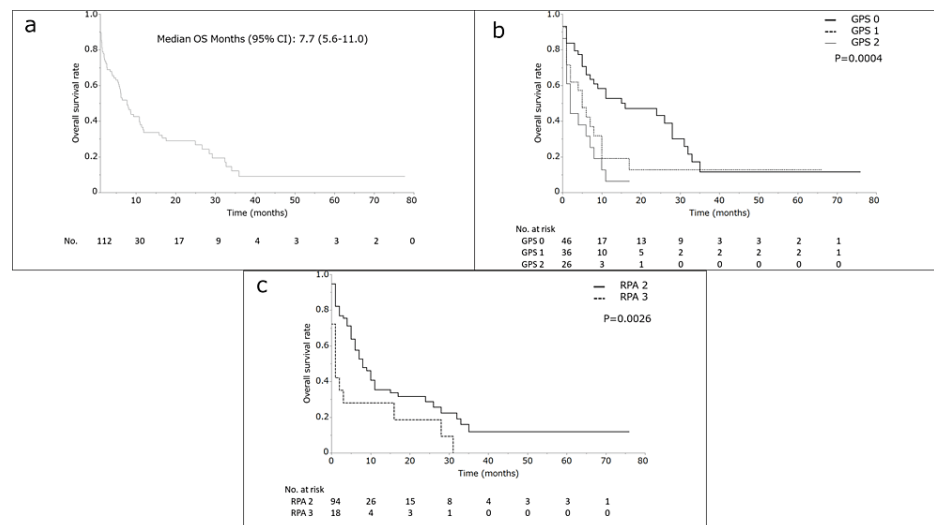 a
Median OS Months (95% CI): 7.7 (5.6-11.0)
Overall survival rate
1.0
0.8
0.6
0.4
0.2
0
0 10 20 30 40 50 60 70 80
Time (months)
No. 112 30 17 9 4 3 3 2 0
b
GPS 0
GPS 1
GPS 2
P=0.0004
Overall survival rate
1.0
0.8
0.6
0.4
0.2
0
0 10 20 30 40 50 60 70 80
Time (months)
No. at risk
GPS 0 46 17 13 9 3 3 2 1
GPS 1 36 10 5 2 2 2 2 1
GPS 2 26 3 1 0 0 0 0 0
c
RPA 2
RPA 3
P=0.0026
Overall survival rate
1.0
0.8
0.6
0.4
0.2
0
0 10 20 30 40 50 60 70 80
Time (months)
No. at risk
RPA 2 94 26 15 8 4 3 3 1
RPA 3 18 4 3 1 0 0 0 0